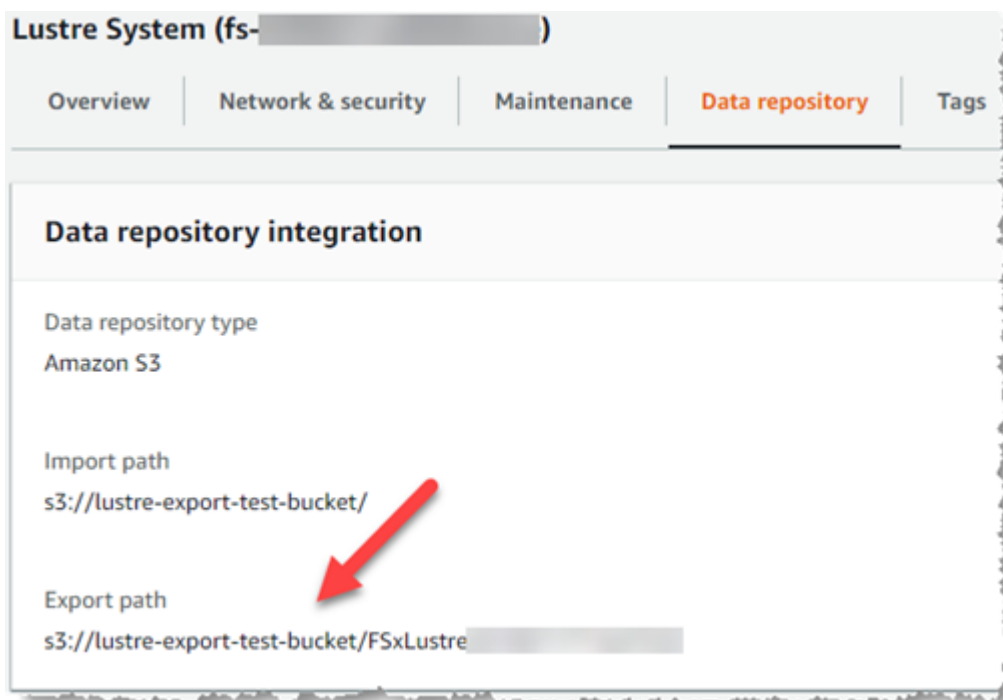 Lustre System (fs- )
Overview Network & security Maintenance Data repository Tags
Data repository integration
Data repository type
Amazon S3
Import path
s3://lustre-export-test-bucket/
Export path
s3://lustre-export-test-bucket/FSxLustre